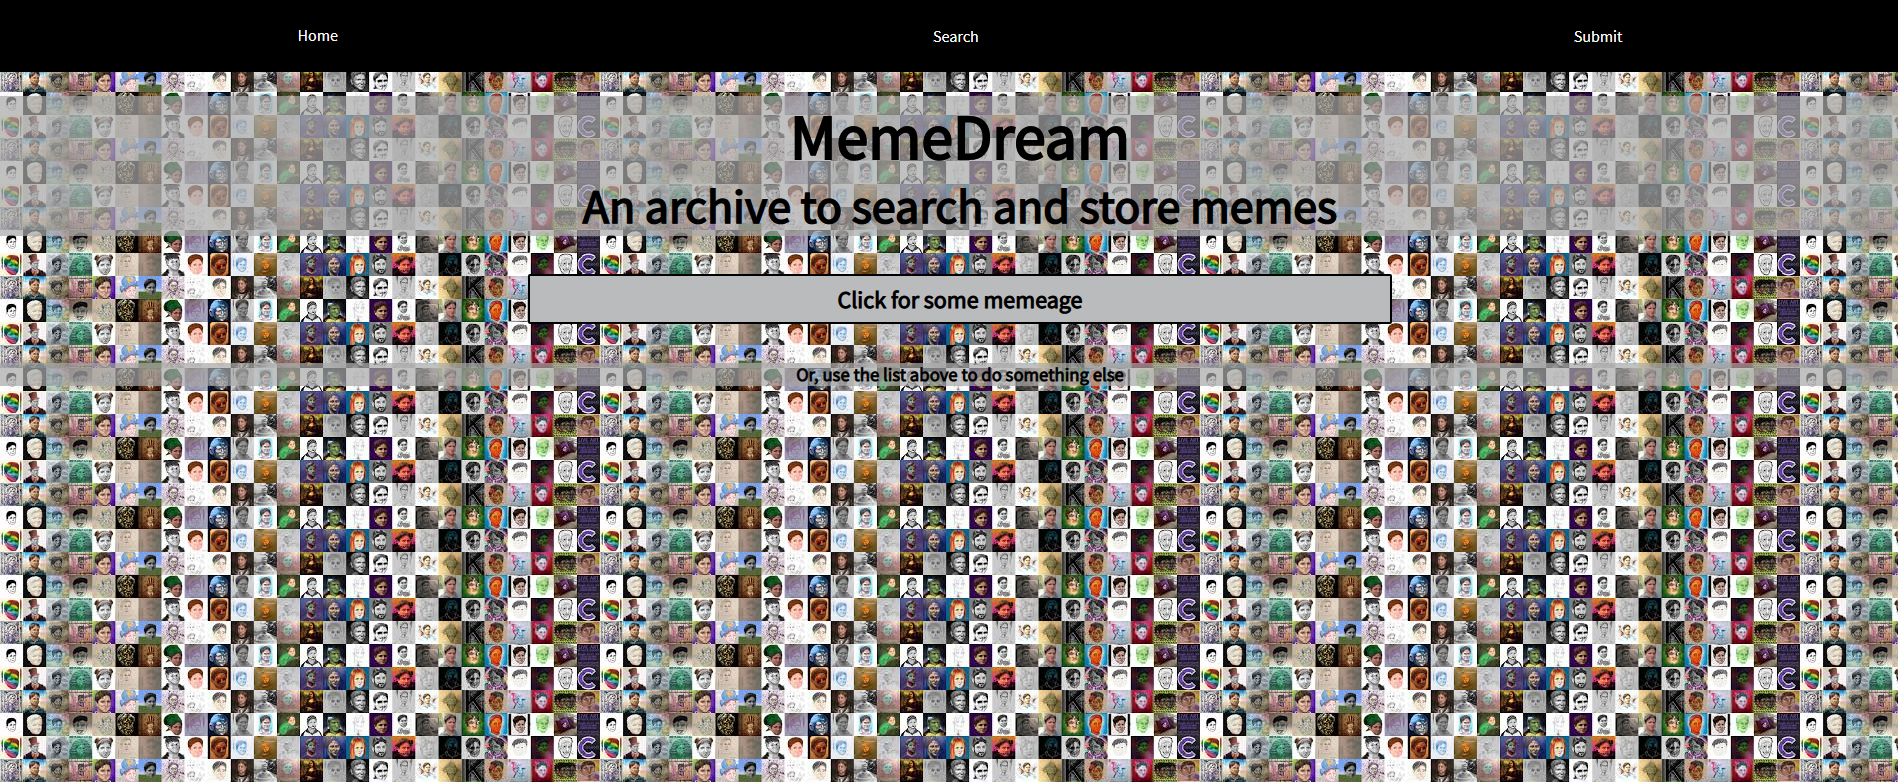 Home
Search
Submit
MemeDream
An archive to search and store memes
Click for some memeage
Or, use the list above to do something else